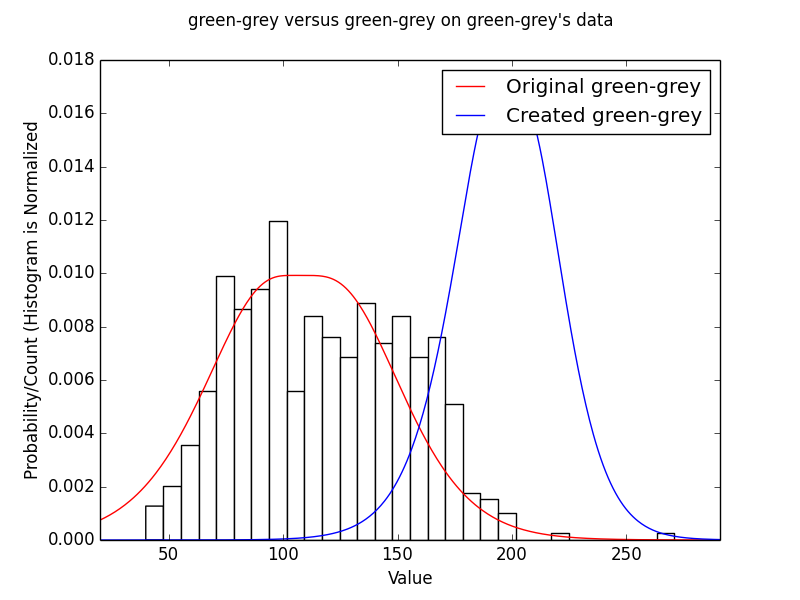 green-grey versus green-grey on green-grey's data
0.018
0.016
0.014
0.012
0.010
0.008
0.006
0.004
0.002
0.000
Probability/Count (Histogram is Normalized
Original green-grey
Created green-grey
50 100 150 200 250
Value